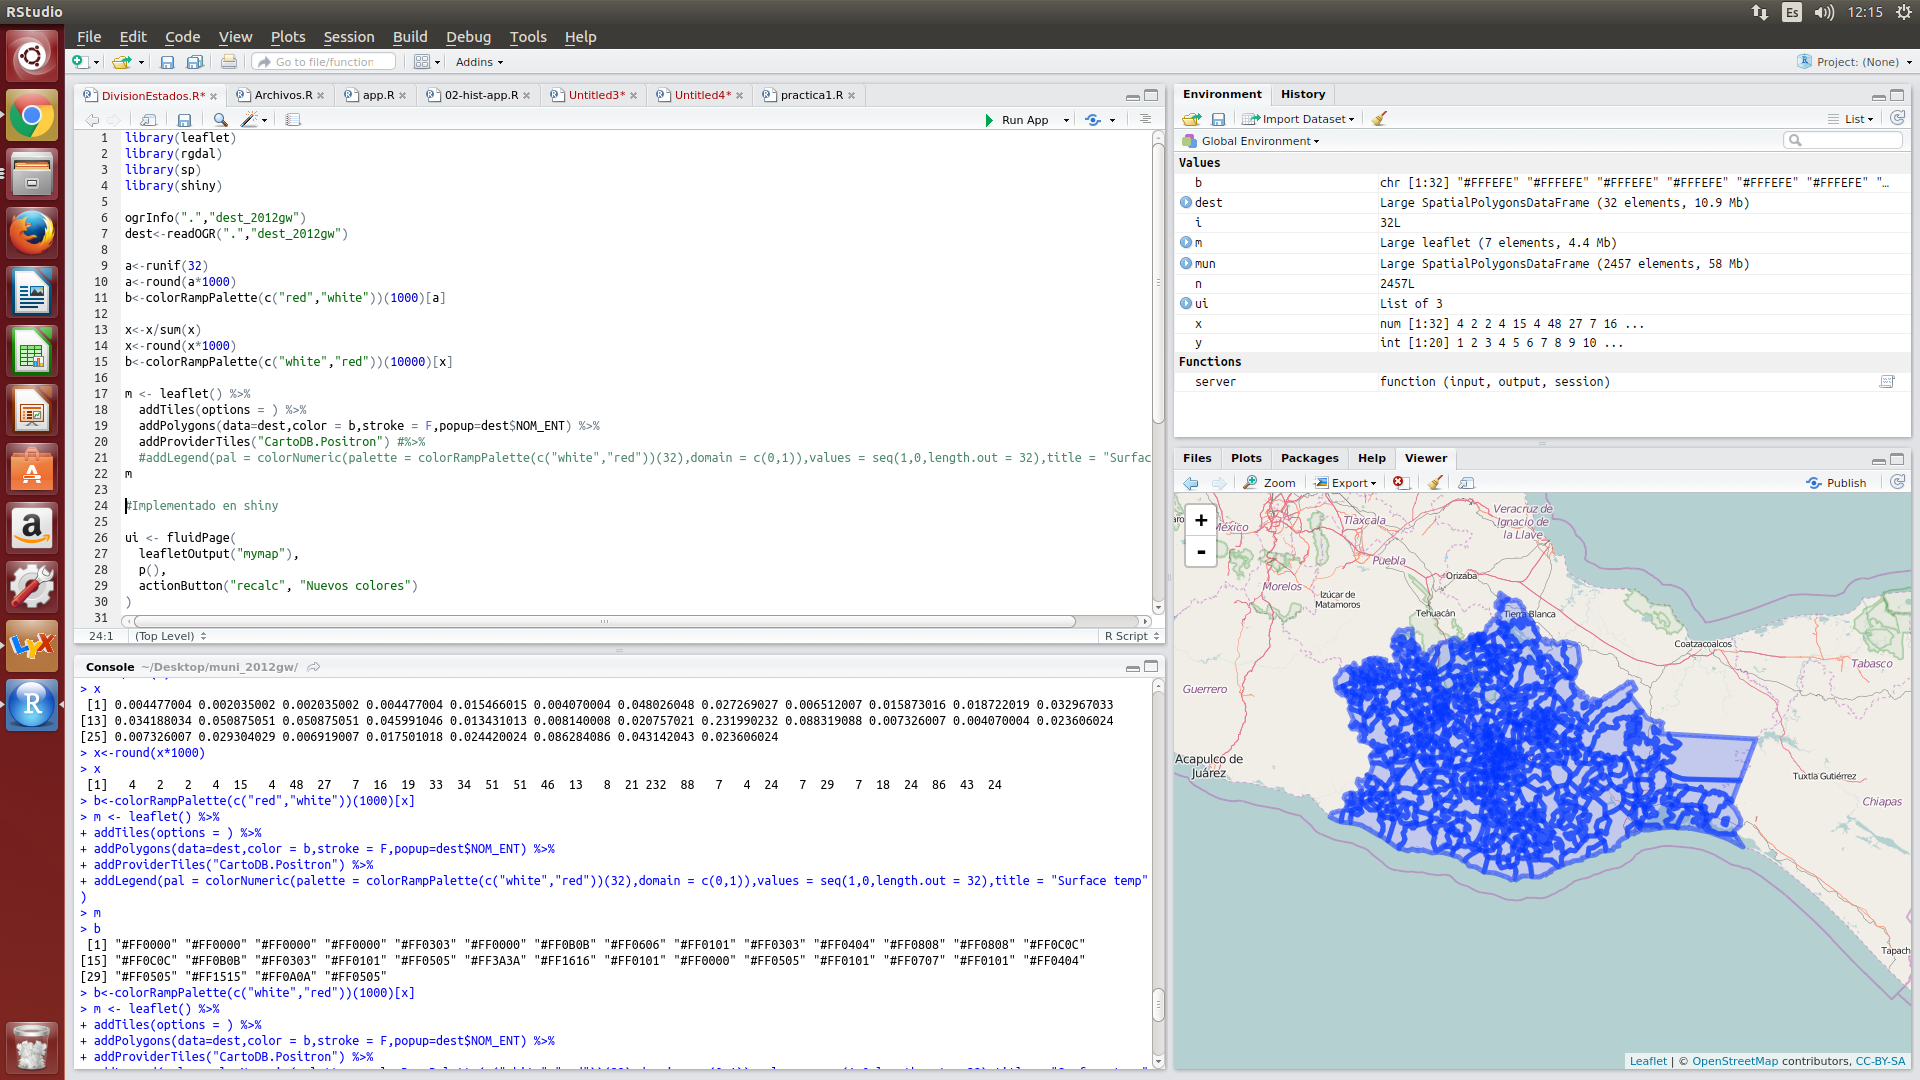 RStudio
Es
12:15
File Edit Code View Plots Session Build Debug Tools Help
Go to file/function
Addins
Project: (None)
DivisionEstados.R*
Archivos.R
app.R
02-hist-app.R
Untitled3*
Untitled4*
practica1.R
Run App
1 library(leaflet)
2 library(rgdal)
3 library(sp)
4 library(shiny)
5
6 ogrInfo(".","dest_2012gw")
7 dest<-readOGR(".","dest_2012gw")
8
9 a<-runif(32)
10 a<-round(a*1000)
11 b<-colorRampPalette(c("red","white"))(1000)[a]
12
13 x<-x/sum(x)
14 x<-round(x*1000)
15 b<-colorRampPalette(c("white","red"))(10000)[x]
16
17 m <- leaflet() %>%
18 addTiles(options = ) %>%
19 addPolygons(data=dest,color = b,stroke = F,popup=dest$NOM_ENT) %>%
20 addProviderTiles("CartoDB.Positron") #%>%
21 #addLegend(pal = colorNumeric(palette = colorRampPalette(c("white","red"))(32),domain = c(0,1)),values = seq(1,0,length.out = 32),title = "Surfac
22 m
23
24 #Implementado en shiny
25
26 ui <- fluidPage(
27 leafletOutput("mymap"),
28 p(),
29 actionButton("recalc", "Nuevos colores")
30 )
31
24:1 (Top Level) R Script
Console ~/Desktop/muni_2012gw/
> x
[1] 0.004477004 0.002035002 0.002035002 0.004477004 0.015466015 0.004070004 0.048026048 0.027269027 0.006512007 0.015873016 0.018722019 0.032967033
[13] 0.034188034 0.050875051 0.050875051 0.045991046 0.013431013 0.008140008 0.020757021 0.231990232 0.088319088 0.007326007 0.004070004 0.023606024
[25] 0.007326007 0.029304029 0.006919007 0.017501018 0.024420024 0.086284086 0.043142043 0.023606024
> x<-round(x*1000)
> x
[1] 4 2 2 4 15 4 48 27 7 16 19 33 34 51 51 46 13 8 21 232 88 7 4 24 7 29 7 18 24 86 43 24
> b<-colorRampPalette(c("red","white"))(1000)[x]
> m <- leaflet() %>%
+ addTiles(options = ) %>%
+ addPolygons(data=dest,color = b,stroke = F,popup=dest$NOM_ENT) %>%
+ addProviderTiles("CartoDB.Positron") %>%
+ addLegend(pal = colorNumeric(palette = colorRampPalette(c("white","red"))(32),domain = c(0,1)),values = seq(1,0,length.out = 32),title = "Surface temp"
)
> m
> b
[1] "#FF0000" "#FF0000" "#FF0000" "#FF0000" "#FF0303" "#FF0000" "#FF0B0B" "#FF0606" "#FF0101" "#FF0303" "#FF0404" "#FF0808" "#FF0808" "#FF0C0C"
[15] "#FF0C0C" "#FF0B0B" "#FF0303" "#FF0101" "#FF0505" "#FF3A3A" "#FF1616" "#FF0101" "#FF0000" "#FF0505" "#FF0101" "#FF0707" "#FF0101" "#FF0404"
[29] "#FF0505" "#FF1515" "#FF0A0A" "#FF0505"
> b<-colorRampPalette(c("white","red"))(1000)[x]
> m <- leaflet() %>%
+ addTiles(options = ) %>%
+ addPolygons(data=dest,color = b,stroke = F,popup=dest$NOM_ENT) %>%
+ addProviderTiles("CartoDB.Positron") %>%
Environment History
Import Dataset
List
Global Environment
Values
b chr [1:32] "#FFFEFE" "#FFFEFE" "#FFFEFE" "#FFFEFE" "#FFFEFE" "#FFFEFE" "…
dest Large SpatialPolygonsDataFrame (32 elements, 10.9 Mb)
i 32L
m Large leaflet (7 elements, 4.4 Mb)
mun Large SpatialPolygonsDataFrame (2457 elements, 58 Mb)
n 2457L
ui List of 3
x num [1:32] 4 2 2 4 15 4 48 27 7 16 ...
y int [1:20] 1 2 3 4 5 6 7 8 9 10 ...
Functions
server function (input, output, session)
Files Plots Packages Help Viewer
Zoom Export Publish
+
-
México
Tlaxcala
Veracruz de
Ignacio de
la Llave
Puebla
Orizaba
Morelos
Izúcar de
Matamoros
Tehuacán
Tierra Blanca
Coatzacoalcos
Tabasco
Guerrero
Acapulco de
Juárez
Tuxtla Gutiérrez
Chiapas
Tapach
Leaflet | © OpenStreetMap contributors, CC-BY-SA